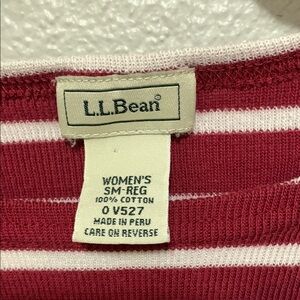 L.L.Bean®
WOMEN'S
SM-REG
100% COTTON
0 V527
MADE IN PERU
CARE ON REVERSE